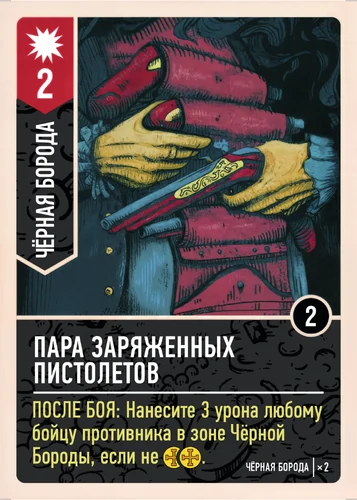 2
ЧЁРНАЯ БОРОДА
2
ПАРА ЗАРЯЖЕННЫХ
ПИСТОЛЕТОВ
ПОСЛЕ БОЯ: Нанесите 3 урона любому
бойцу противника в зоне Чёрной
Бороды, если не .
ЧЁРНАЯ БОРОДА ×2